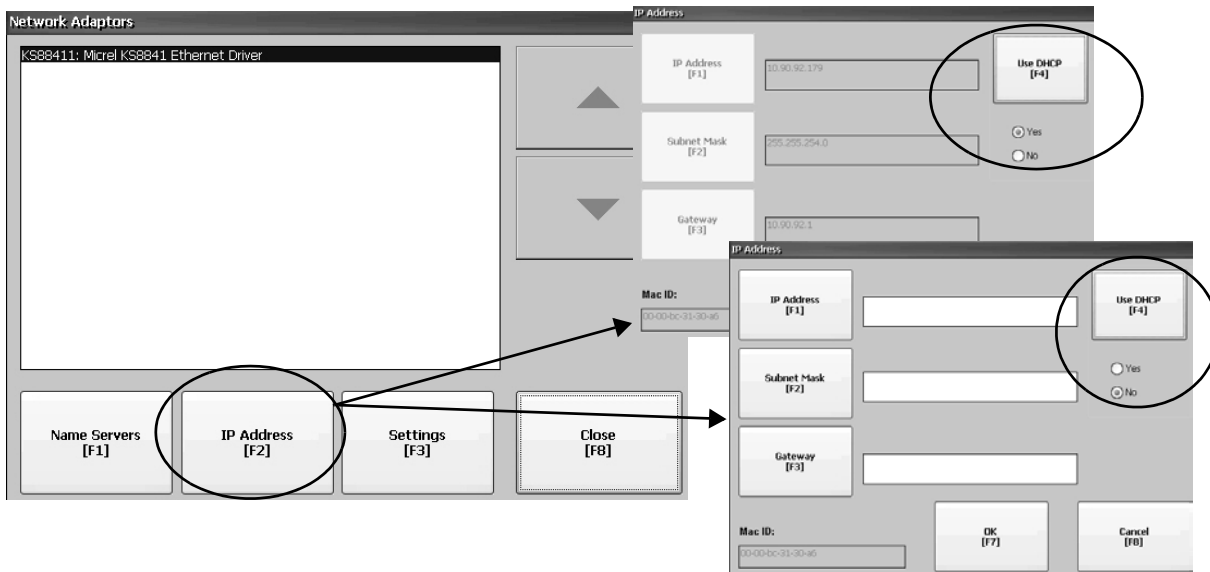 Network Adaptors
KS88411: Micrel KS8841 Ethernet Driver
Name Servers
[F1]
IP Address
[F2]
Settings
[F3]
Close
[F8]
IP Address
IP Address
[F1]
10.90.92.179
Use DHCP
[F4]
Yes
No
Subnet Mask
[F2]
255.255.254.0
Gateway
[F3]
10.90.92.1
Mac ID:
00-00-bc-31-30-a6
IP Address
IP Address
[F1]
Use DHCP
[F4]
Yes
No
Subnet Mask
[F2]
Gateway
[F3]
Mac ID:
00-00-bc-31-30-a6
OK
[F7]
Cancel
[F8]